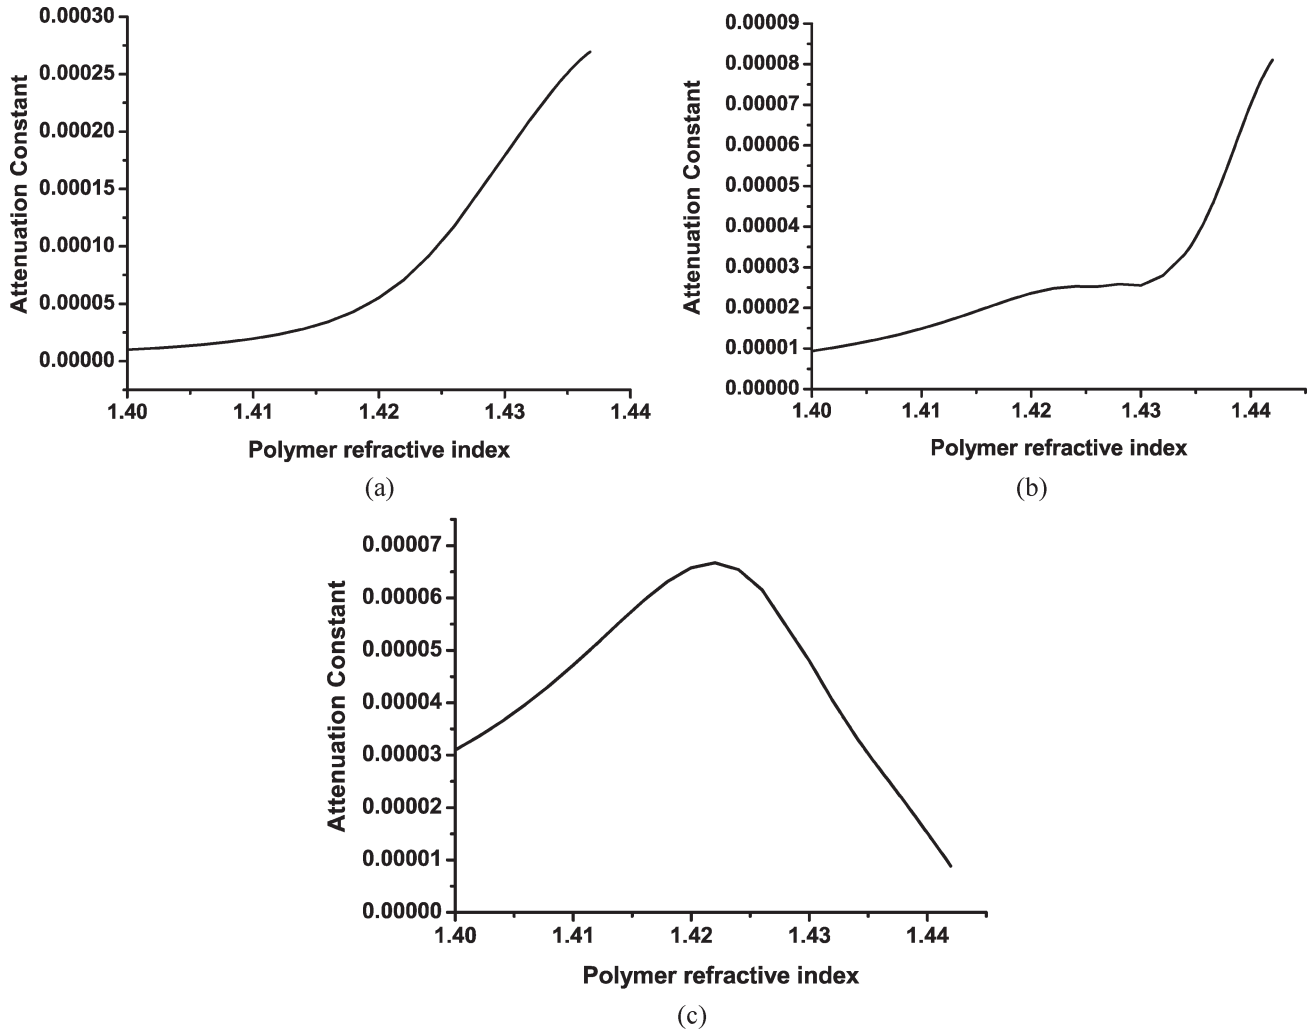 0.00030
0.00025
0.00020
0.00015
0.00010
0.00005
0.00000
Attenuation Constant
1.40 1.41 1.42 1.43 1.44
Polymer refractive index
(a)
0.00009
0.00008
0.00007
0.00006
0.00005
0.00004
0.00003
0.00002
0.00001
0.00000
Attenuation Constant
1.40 1.41 1.42 1.43 1.44
Polymer refractive index
(b)
0.00007
0.00006
0.00005
0.00004
0.00003
0.00002
0.00001
0.00000
Attenuation Constant
1.40 1.41 1.42 1.43 1.44
Polymer refractive index
(c)